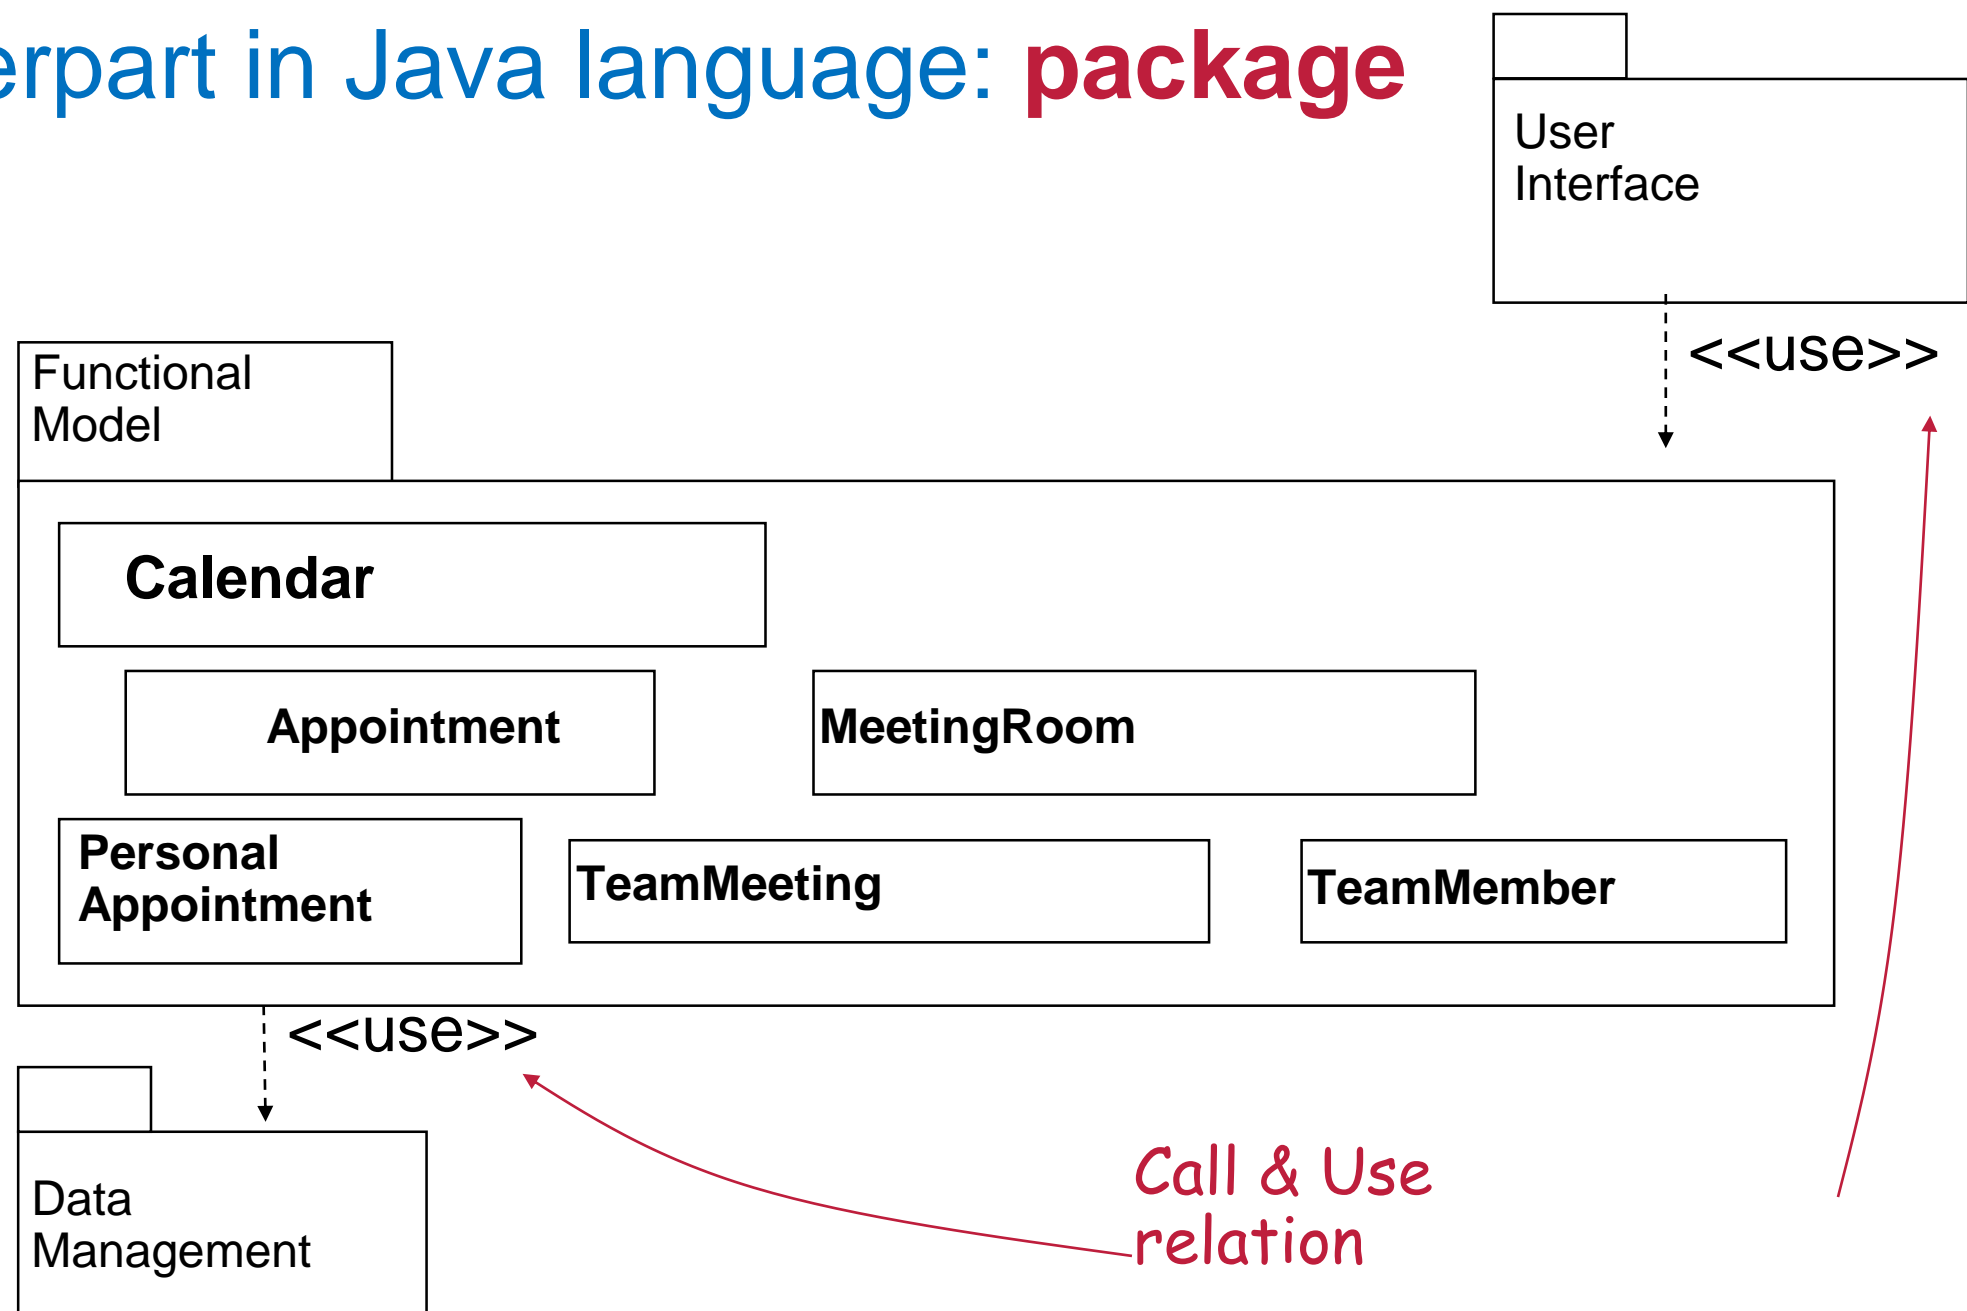 erpart in Java language: package
User
Interface
<<use>>
Functional
Model
Calendar
Appointment
MeetingRoom
Personal
Appointment
TeamMeeting
TeamMember
<<use>>
Data
Management
Call & Use
relation